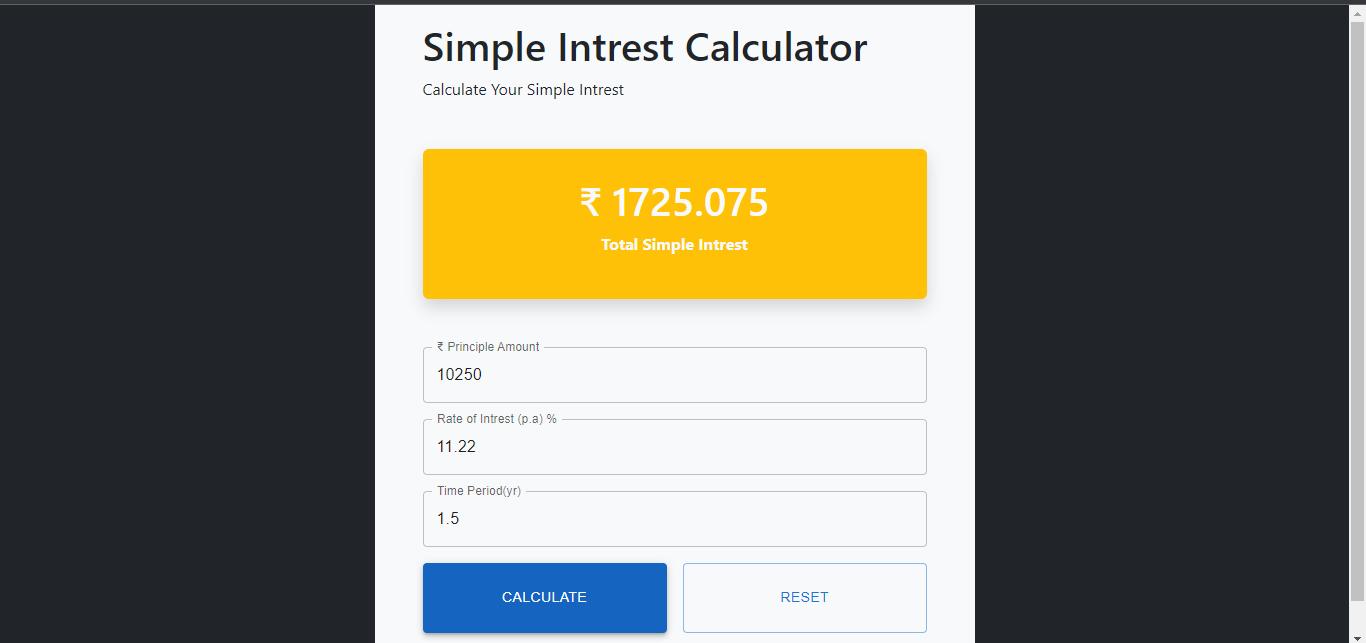 Simple Intrest Calculator
Calculate Your Simple Intrest
₹ 1725.075
Total Simple Intrest
₹ Principle Amount
10250
Rate of Intrest (p.a) %
11.22
Time Period(yr)
1.5
CALCULATE
RESET